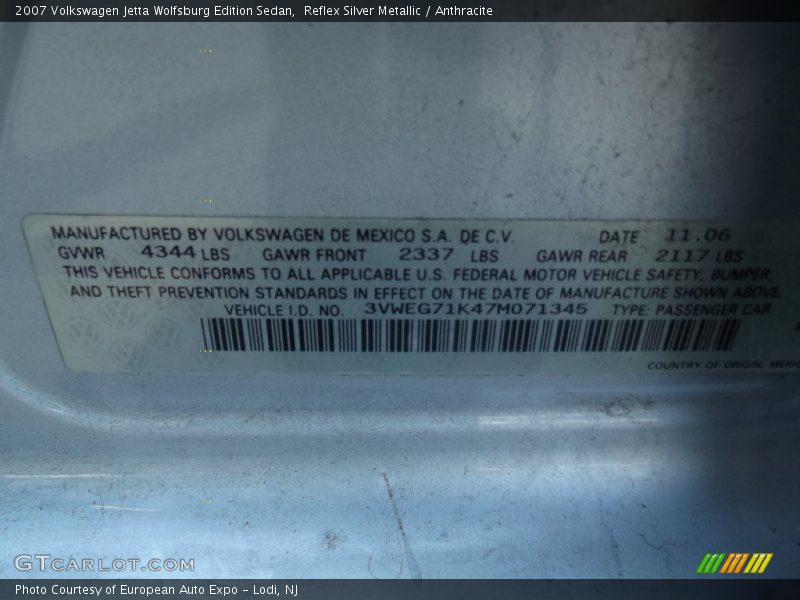 2007 Volkswagen Jetta Wolfsburg Edition Sedan, Reflex Silver Metallic / Anthracite
MANUFACTURED BY VOLKSWAGEN DE MEXICO S.A. DE C.V. DATE 11.06
GVWR 4344 LBS GAWR FRONT 2337 LBS GAWR REAR 2117 LBS
THIS VEHICLE CONFORMS TO ALL APPLICABLE U.S. FEDERAL MOTOR VEHICLE SAFETY, BUMPER,
AND THEFT PREVENTION STANDARDS IN EFFECT ON THE DATE OF MANUFACTURE SHOWN ABOVE.
VEHICLE I.D. NO. 3VWEG71K47M071345 TYPE: PASSENGER CAR
COUNTRY OF ORIGIN: MEXIC
GTCARLOT.COM
Photo Courtesy of European Auto Expo - Lodi, NJ